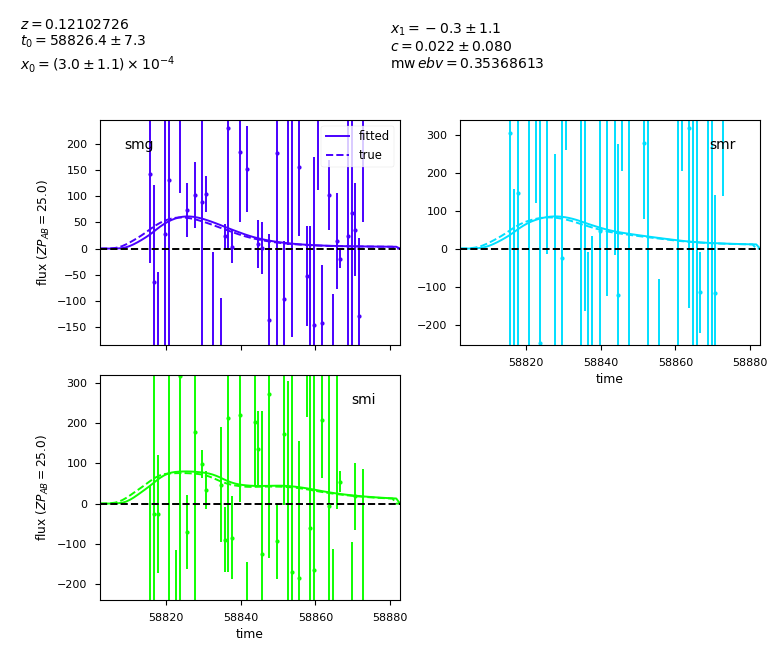 z = 0.12102726
t₀ = 58826.4 ± 7.3
x₀ = (3.0 ± 1.1) × 10⁻⁴
x₁ = −0.3 ± 1.1
c = 0.022 ± 0.080
mw ebv = 0.35368613
smg
fitted
true
200
150
100
50
0
−50
−100
−150
flux (ZP_AB = 25.0)
smr
300
200
100
0
−100
−200
58820 58840 58860 58880
time
smi
300
200
100
0
−100
−200
flux (ZP_AB = 25.0)
58820 58840 58860 58880
time